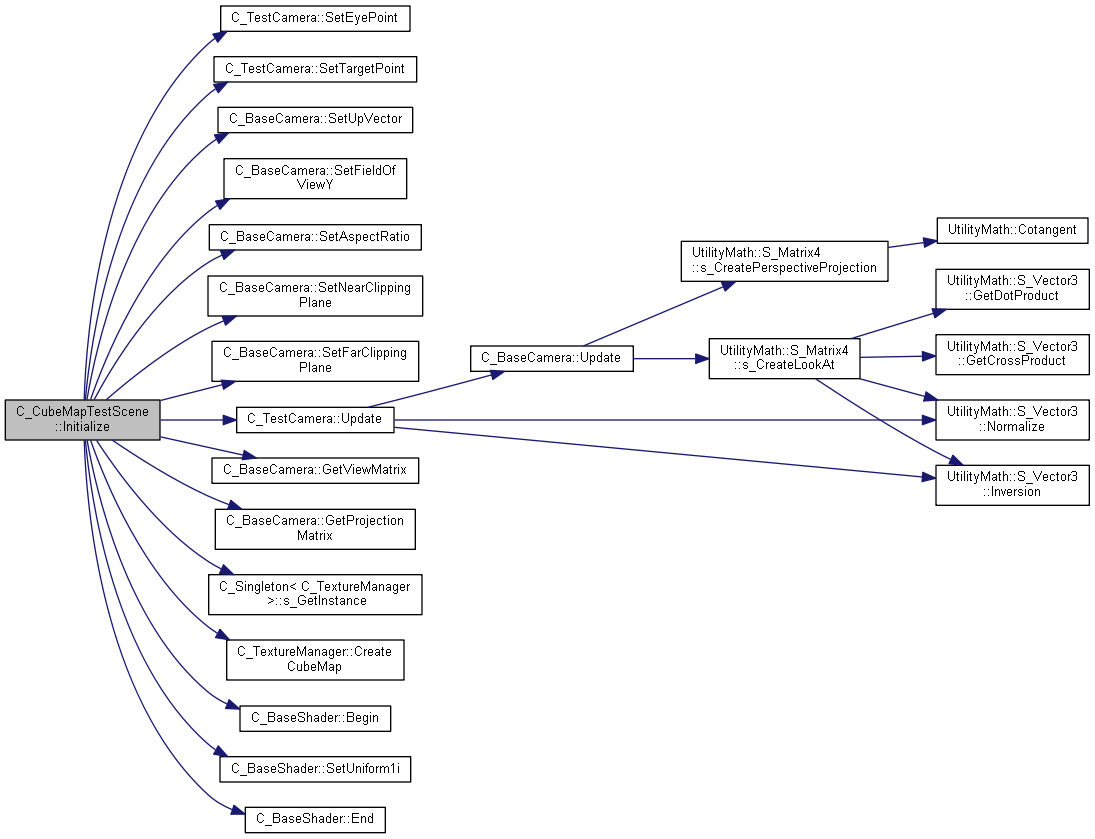 C_TestCamera::SetEyePoint
C_TestCamera::SetTargetPoint
C_BaseCamera::SetUpVector
C_BaseCamera::SetFieldOf
ViewY
C_BaseCamera::SetAspectRatio
C_BaseCamera::SetNearClipping
Plane
C_BaseCamera::SetFarClipping
Plane
C_CubeMapTestScene
::Initialize
C_TestCamera::Update
C_BaseCamera::GetViewMatrix
C_BaseCamera::GetProjection
Matrix
C_Singleton< C_TextureManager
>::s_GetInstance
C_TextureManager::Create
CubeMap
C_BaseShader::Begin
C_BaseShader::SetUniform1i
C_BaseShader::End
C_BaseCamera::Update
UtilityMath::S_Matrix4
::s_CreatePerspectiveProjection
UtilityMath::S_Matrix4
::s_CreateLookAt
UtilityMath::Cotangent
UtilityMath::S_Vector3
::GetDotProduct
UtilityMath::S_Vector3
::GetCrossProduct
UtilityMath::S_Vector3
::Normalize
UtilityMath::S_Vector3
::Inversion